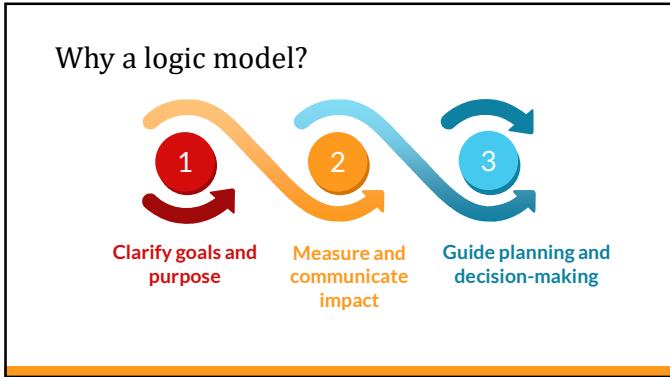 Why a logic model?
1
2
3
Clarify goals and
purpose
Measure and
communicate
impact
Guide planning and
decision-making